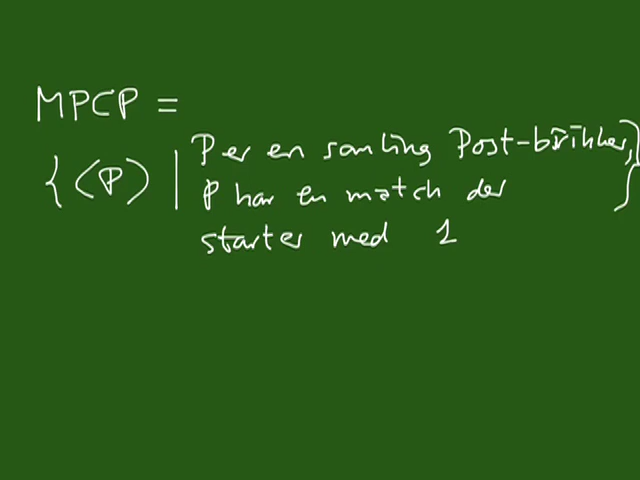 MPCP =
{⟨P⟩ | P er en samling Post-brikker,
P har en match der
starter med 1 }